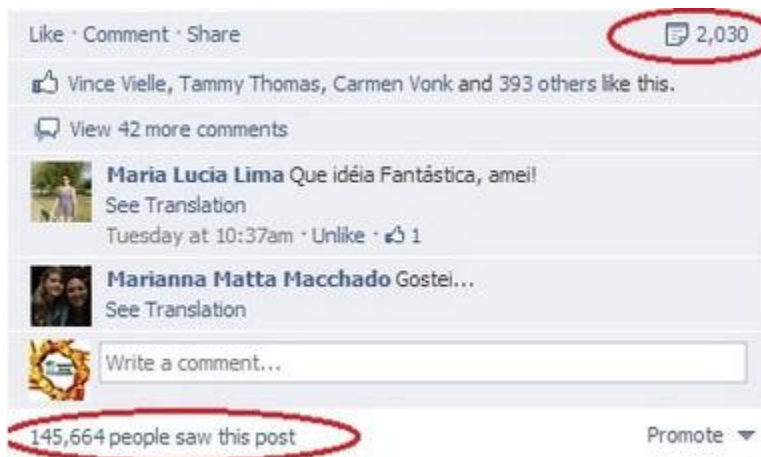 Like · Comment · Share 2,030
Vince Vielle, Tammy Thomas, Carmen Vonk and 393 others like this.
View 42 more comments
Maria Lucia Lima Que idéia Fantástica, amei!
See Translation
Tuesday at 10:37am · Unlike · 1
Marianna Matta Macchado Gostei...
See Translation
Write a comment...
145,664 people saw this post Promote